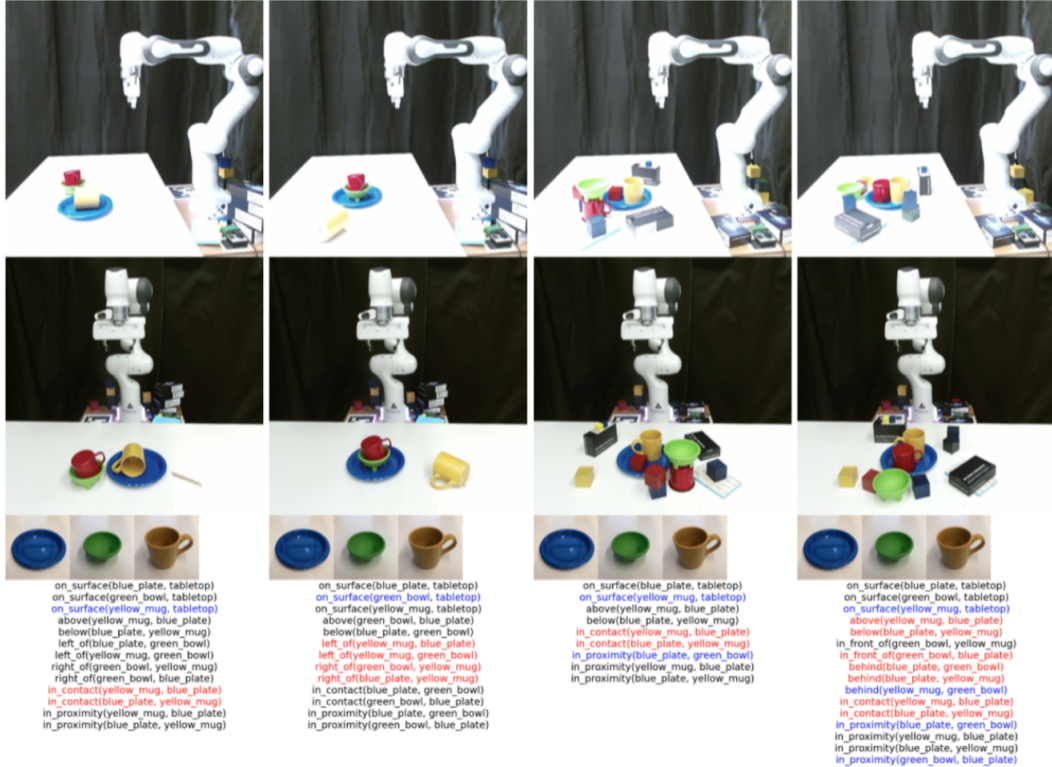 on_surface(blue_plate, tabletop)
on_surface(green_bowl, tabletop)
on_surface(yellow_mug, tabletop)
above(yellow_mug, blue_plate)
below(blue_plate, yellow_mug)
left_of(green_bowl, blue_plate)
left_of(yellow_mug, green_bowl)
right_of(green_bowl, yellow_mug)
right_of(blue_plate, green_bowl)
in_contact(yellow_mug, blue_plate)
in_contact(blue_plate, yellow_mug)
in_proximity(yellow_mug, blue_plate)
in_proximity(blue_plate, yellow_mug)
on_surface(blue_plate, tabletop)
on_surface(green_bowl, tabletop)
on_surface(yellow_mug, tabletop)
above(green_bowl, blue_plate)
below(blue_plate, green_bowl)
left_of(yellow_mug, blue_plate)
left_of(yellow_mug, green_bowl)
right_of(green_bowl, yellow_mug)
right_of(blue_plate, yellow_mug)
in_contact(blue_plate, green_bowl)
in_contact(green_bowl, blue_plate)
in_proximity(blue_plate, green_bowl)
in_proximity(green_bowl, blue_plate)
on_surface(blue_plate, tabletop)
on_surface(yellow_mug, tabletop)
above(yellow_mug, blue_plate)
below(blue_plate, yellow_mug)
in_contact(yellow_mug, blue_plate)
in_contact(blue_plate, yellow_mug)
in_proximity(blue_plate, green_bowl)
in_proximity(yellow_mug, blue_plate)
in_proximity(blue_plate, yellow_mug)
on_surface(blue_plate, tabletop)
on_surface(green_bowl, tabletop)
on_surface(yellow_mug, tabletop)
above(yellow_mug, blue_plate)
below(blue_plate, yellow_mug)
in_front_of(green_bowl, yellow_mug)
in_front_of(green_bowl, blue_plate)
behind(blue_plate, green_bowl)
behind(blue_plate, yellow_mug)
behind(yellow_mug, green_bowl)
in_contact(yellow_mug, blue_plate)
in_contact(blue_plate, yellow_mug)
in_proximity(blue_plate, green_bowl)
in_proximity(yellow_mug, blue_plate)
in_proximity(blue_plate, yellow_mug)
in_proximity(green_bowl, blue_plate)